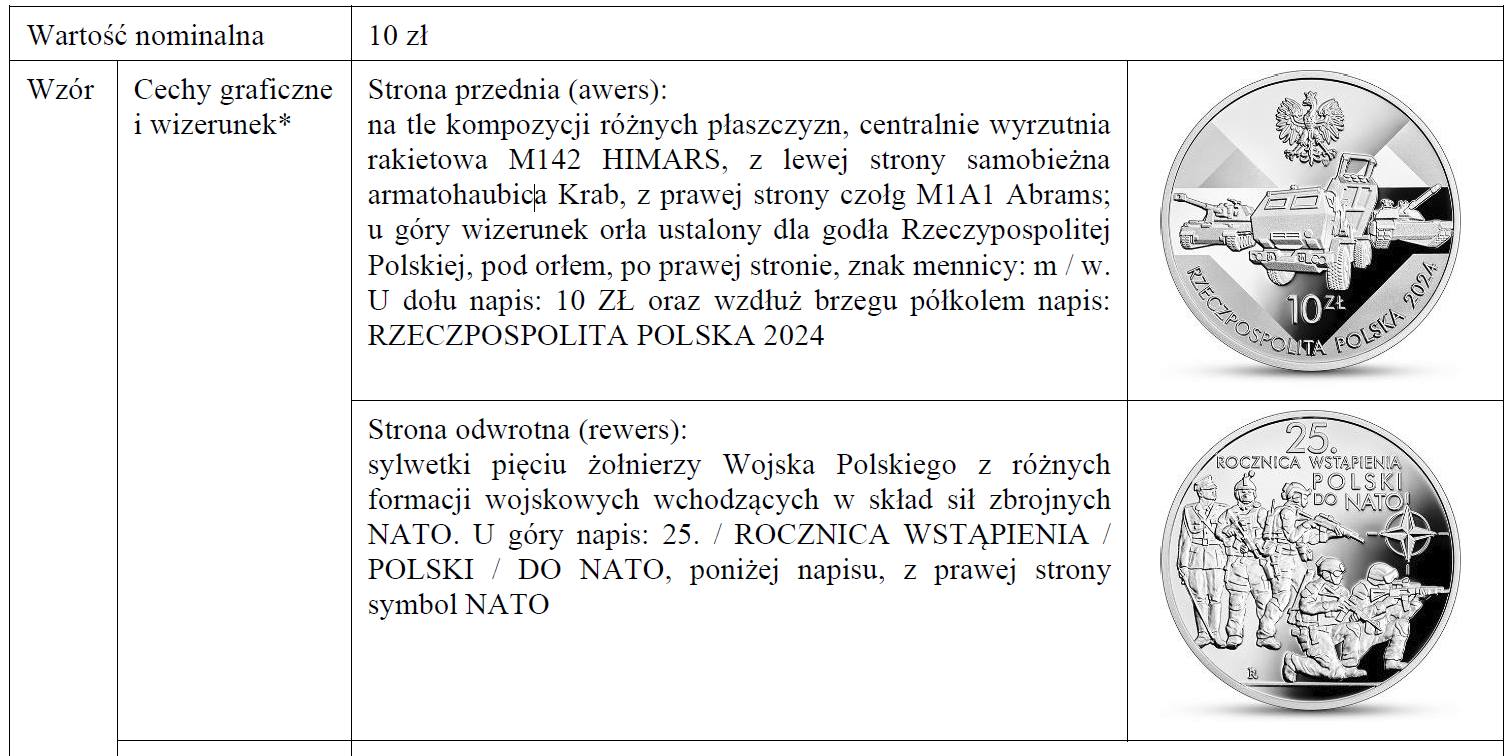 Wartość nominalna
10 zł
Wzór
Cechy graficzne
i wizerunek*
Strona przednia (awers):
na tle kompozycji różnych płaszczyzn, centralnie wyrzutnia
rakietowa M142 HIMARS, z lewej strony samobieżna
armatohaubica Krab, z prawej strony czołg M1A1 Abrams;
u góry wizerunek orła ustalony dla godła Rzeczypospolitej
Polskiej, pod orłem, po prawej stronie, znak mennicy: m / w.
U dołu napis: 10 ZŁ oraz wzdłuż brzegu półkolem napis:
RZECZPOSPOLITA POLSKA 2024
10 ZŁ
RZECZPOSPOLITA POLSKA 2024
Strona odwrotna (rewers):
sylwetki pięciu żołnierzy Wojska Polskiego z różnych
formacji wojskowych wchodzących w skład sił zbrojnych
NATO. U góry napis: 25. / ROCZNICA WSTĄPIENIA /
POLSKI / DO NATO, poniżej napisu, z prawej strony
symbol NATO
25.
ROCZNICA WSTĄPIENIA
POLSKI
DO NATO